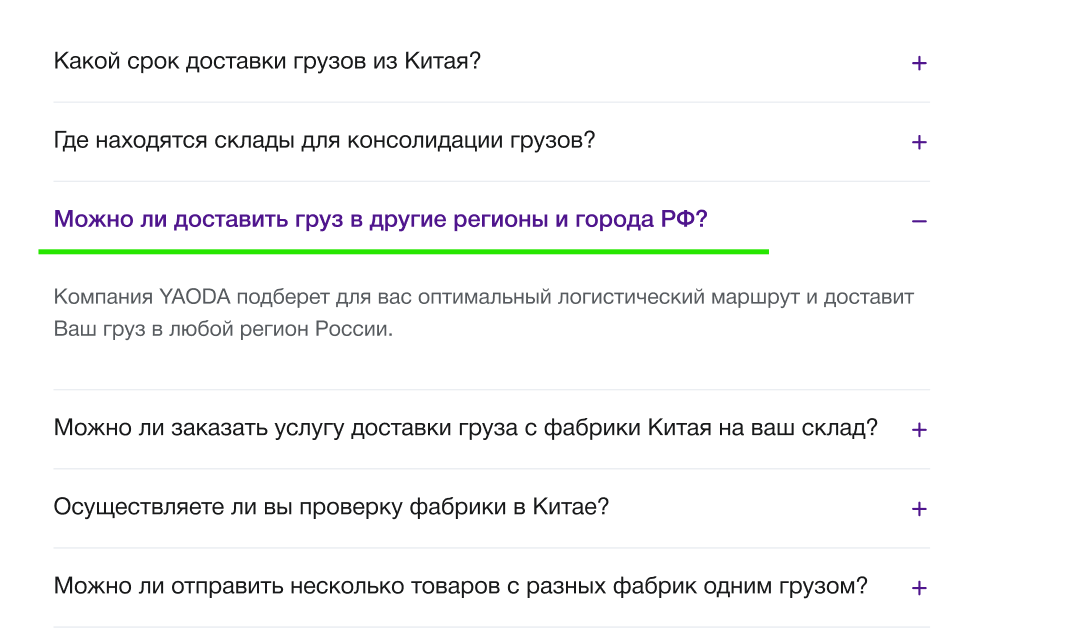 Какой срок доставки грузов из Китая?
Где находятся склады для консолидации грузов?
Можно ли доставить груз в другие регионы и города РФ?
Компания YAODA подберет для вас оптимальный логистический маршрут и доставит
Ваш груз в любой регион России.
Можно ли заказать услугу доставки груза с фабрики Китая на ваш склад?
Осуществляете ли вы проверку фабрики в Китае?
Можно ли отправить несколько товаров с разных фабрик одним грузом?